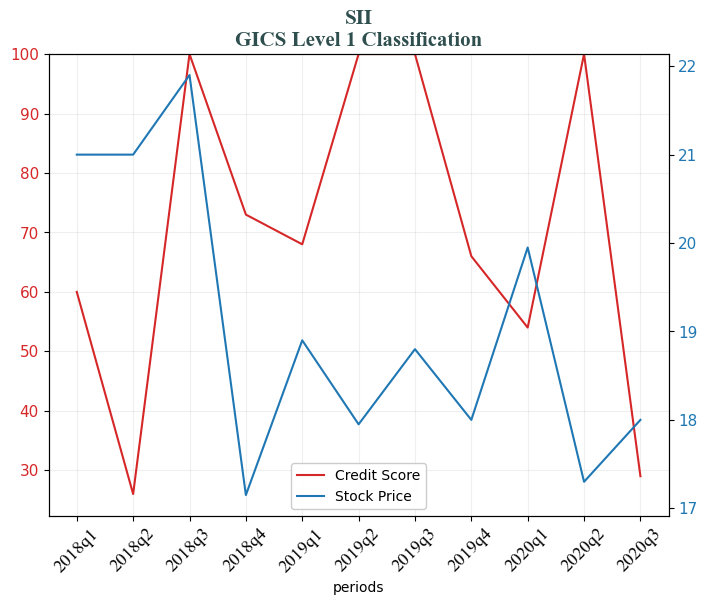 SII
GICS Level 1 Classification
100
90
80
70
60
50
40
30
22
21
20
19
18
17
Credit Score
Stock Price
2018q1
2018q2
2018q3
2018q4
2019q1
2019q2
2019q3
2019q4
2020q1
2020q2
2020q3
periods